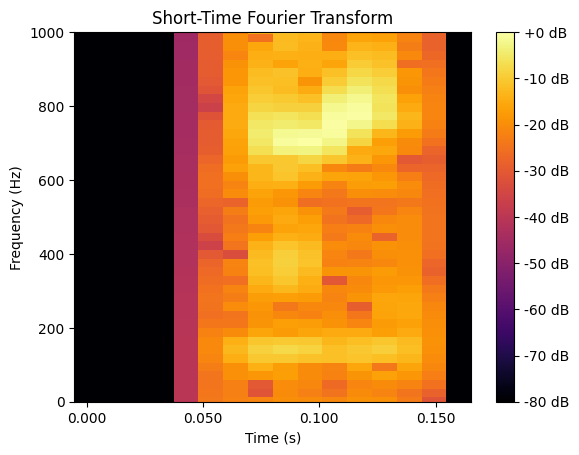 Short-Time Fourier Transform
1000
800
600
400
200
0
Frequency (Hz)
0.000
0.050
0.100
0.150
Time (s)
+0 dB
-10 dB
-20 dB
-30 dB
-40 dB
-50 dB
-60 dB
-70 dB
-80 dB